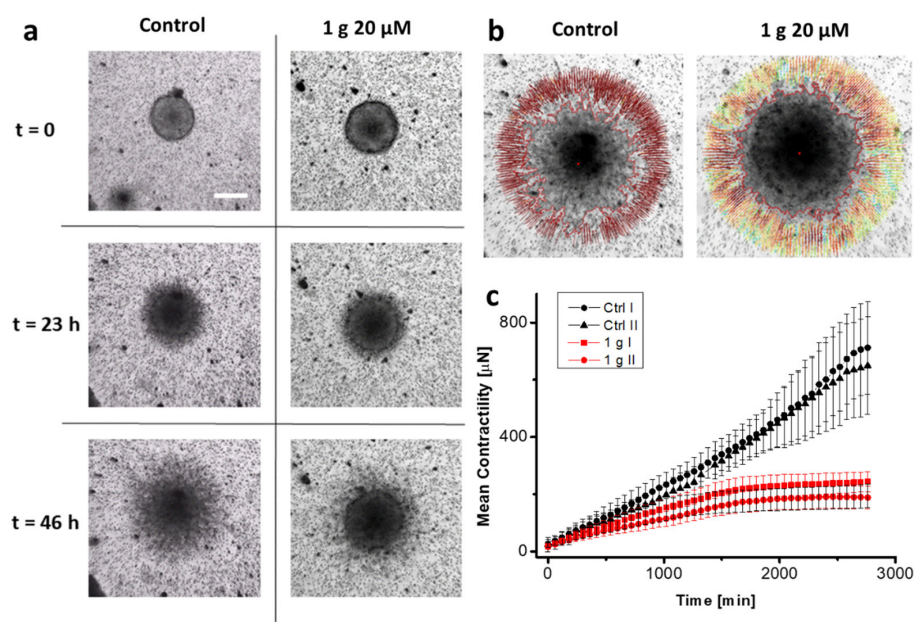 a
Control
1 g 20 µM
t = 0
t = 23 h
t = 46 h
b
Control
1 g 20 µM
c
Ctrl I
Ctrl II
1 g I
1 g II
Mean Contractility [µN]
800
400
0
0
1000
2000
3000
Time [min]